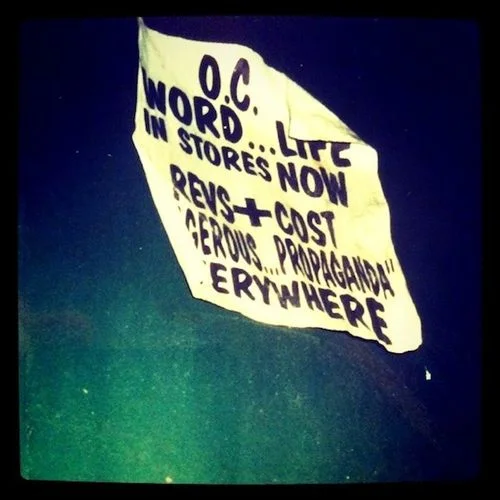 O.C.
WORD...LIFE
IN STORES NOW
REVS+COST
GEROUS...PROPAGANDA"
ERYWHERE